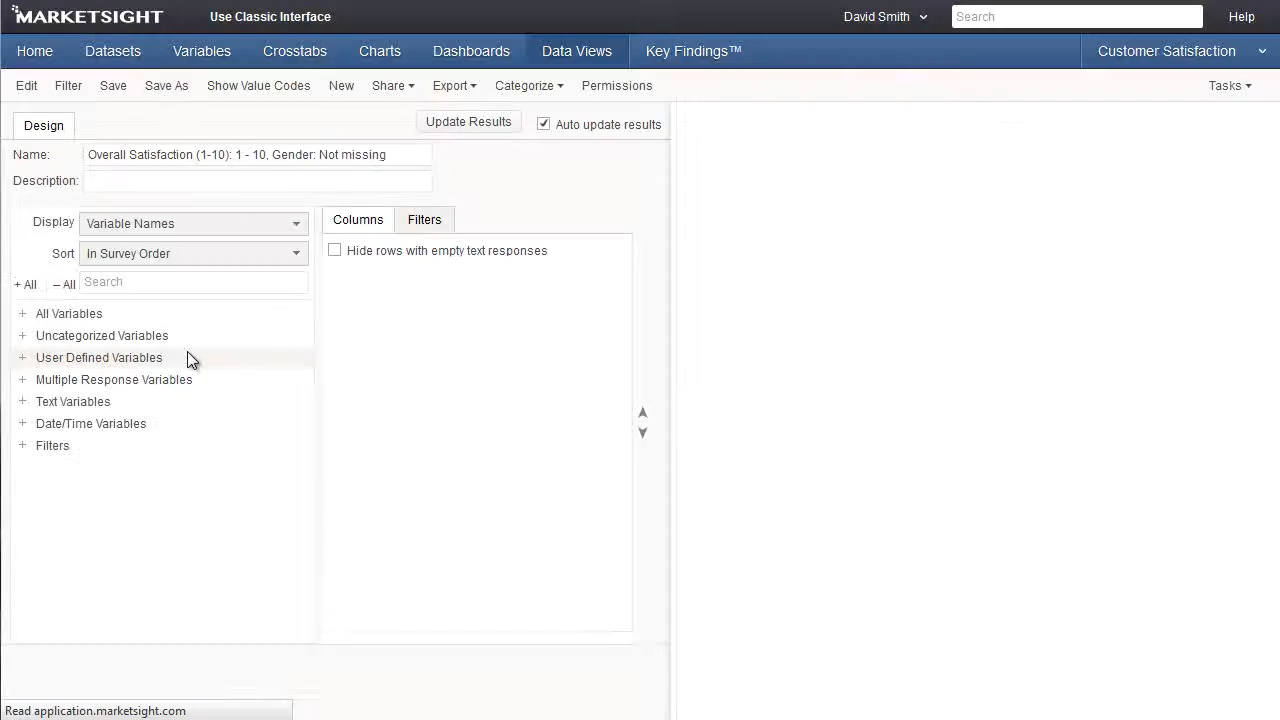 MARKETSIGHT Use Classic Interface David Smith Search Help
Home Datasets Variables Crosstabs Charts Dashboards Data Views Key Findings™ Customer Satisfaction
Edit Filter Save Save As Show Value Codes New Share Export Categorize Permissions Tasks
Design Update Results Auto update results
Name: Overall Satisfaction (1-10): 1 - 10, Gender: Not missing
Description:
Display Variable Names Columns Filters
Sort In Survey Order Hide rows with empty text responses
+ All – All Search
+ All Variables
+ Uncategorized Variables
+ User Defined Variables
+ Multiple Response Variables
+ Text Variables
+ Date/Time Variables
+ Filters
Read application.marketsight.com